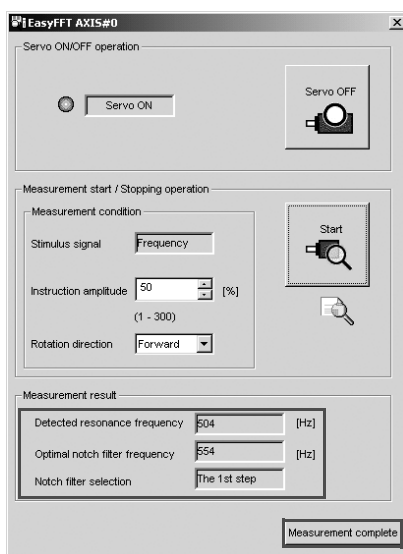 EasyFFT AXIS#0
Servo ON/OFF operation
Servo ON
Servo OFF
Measurement start / Stopping operation
Measurement condition
Stimulus signal
Frequency
Start
Instruction amplitude
50
[%]
(1 - 300)
Rotation direction
Forward
Measurement result
Detected resonance frequency
504
[Hz]
Optimal notch filter frequency
554
[Hz]
Notch filter selection
The 1st step
Measurement complete